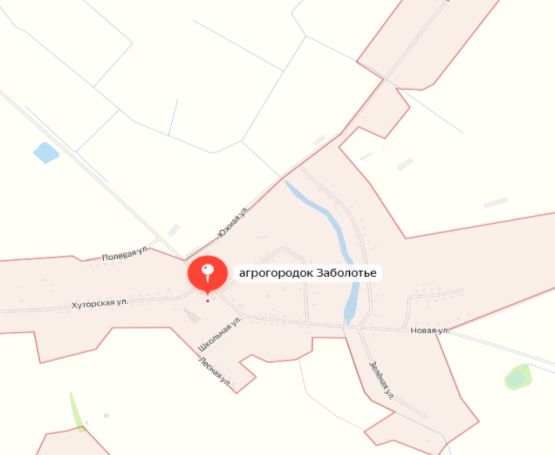 Южная ул.
Полевая ул.
агрогородок Заболотье
Хуторская ул.
Школьная ул.
Новая ул.
Лесная ул.
Зелёная ул.